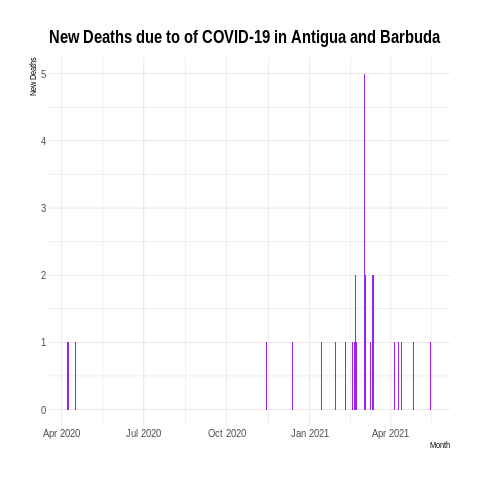 New Deaths due to of COVID-19 in Antigua and Barbuda
New Deaths
5
4
3
2
1
0
Apr 2020 Jul 2020 Oct 2020 Jan 2021 Apr 2021
Month